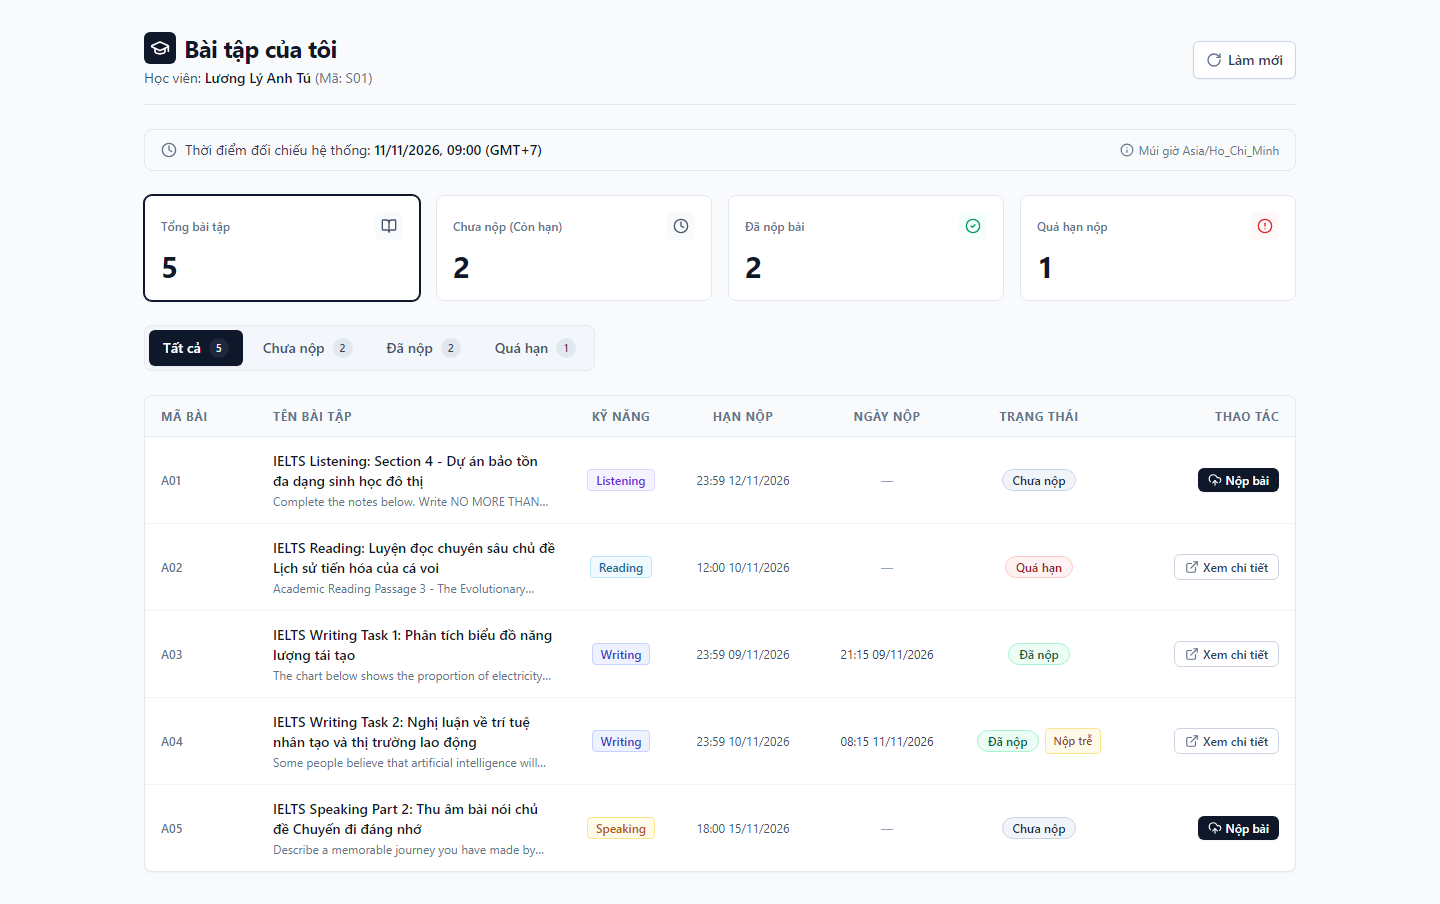 Bài tập của tôi
Học viên: Lương Lý Anh Tú (Mã: S01)
Làm mới
Thời điểm đối chiếu hệ thống: 11/11/2026, 09:00 (GMT+7)
Múi giờ Asia/Ho_Chi_Minh
Tổng bài tập
5
Chưa nộp (Còn hạn)
2
Đã nộp bài
2
Quá hạn nộp
1
Tất cả 5
Chưa nộp 2
Đã nộp 2
Quá hạn 1
MÃ BÀI TÊN BÀI TẬP KỸ NĂNG HẠN NỘP NGÀY NỘP TRẠNG THÁI THAO TÁC
A01
IELTS Listening: Section 4 - Dự án bảo tồn
đa dạng sinh học đô thị
Complete the notes below. Write NO MORE THAN...
Listening
23:59 12/11/2026
—
Chưa nộp
Nộp bài
A02
IELTS Reading: Luyện đọc chuyên sâu chủ đề
Lịch sử tiến hóa của cá voi
Academic Reading Passage 3 - The Evolutionary...
Reading
12:00 10/11/2026
—
Quá hạn
Xem chi tiết
A03
IELTS Writing Task 1: Phân tích biểu đồ năng
lượng tái tạo
The chart below shows the proportion of electricity...
Writing
23:59 09/11/2026
21:15 09/11/2026
Đã nộp
Xem chi tiết
A04
IELTS Writing Task 2: Nghị luận về trí tuệ
nhân tạo và thị trường lao động
Some people believe that artificial intelligence will...
Writing
23:59 10/11/2026
08:15 11/11/2026
Đã nộp
Nộp trễ
Xem chi tiết
A05
IELTS Speaking Part 2: Thu âm bài nói chủ
đề Chuyến đi đáng nhớ
Describe a memorable journey you have made by...
Speaking
18:00 15/11/2026
—
Chưa nộp
Nộp bài